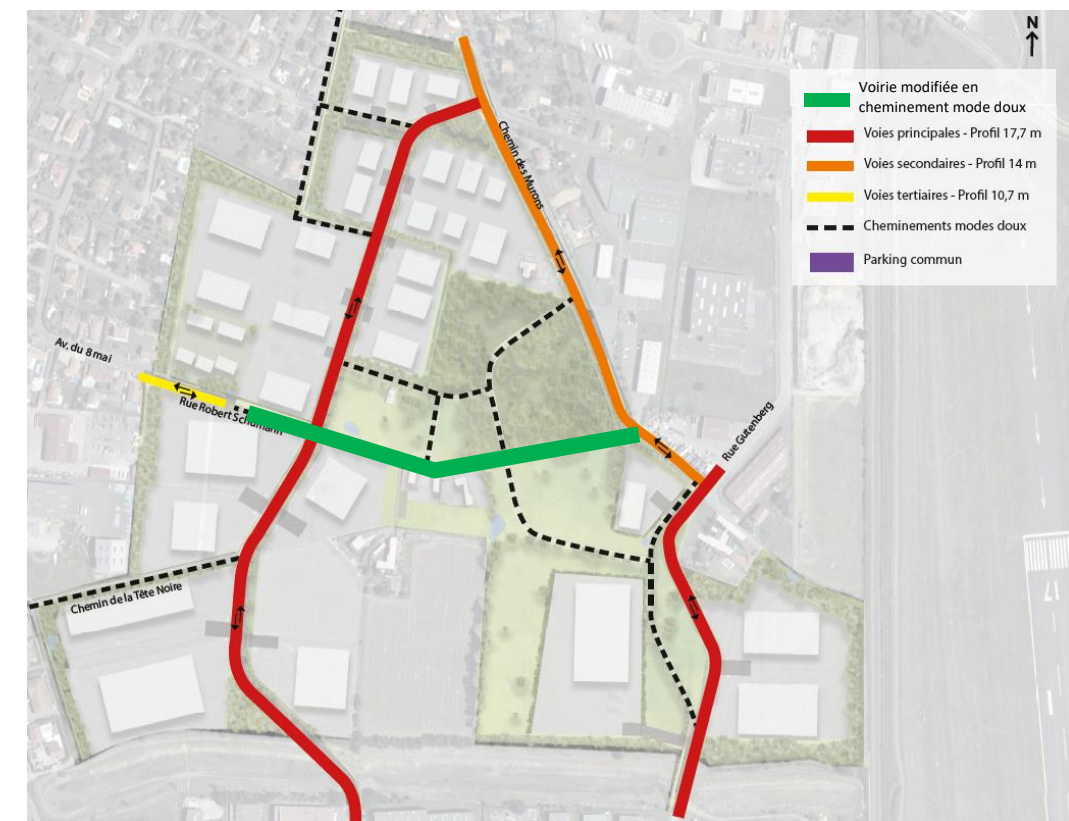 N
Voirie modifiée en
cheminement mode doux
Voies principales - Profil 17,7 m
Voies secondaires - Profil 14 m
Voies tertiaires - Profil 10,7 m
Cheminements modes doux
Parking commun
Chemin des Murons
Av. du 8 mai
Rue Robert Schumann
Rue Gutenberg
Chemin de la Tête Noire
17